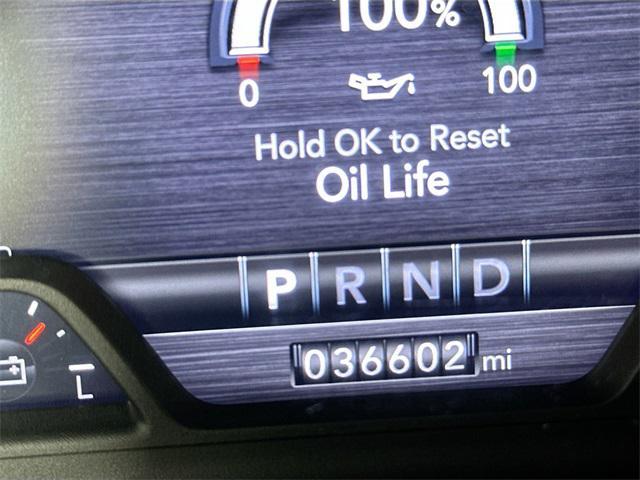 100%
0 100
Hold OK to Reset
Oil Life
P R N D
036602 mi
L